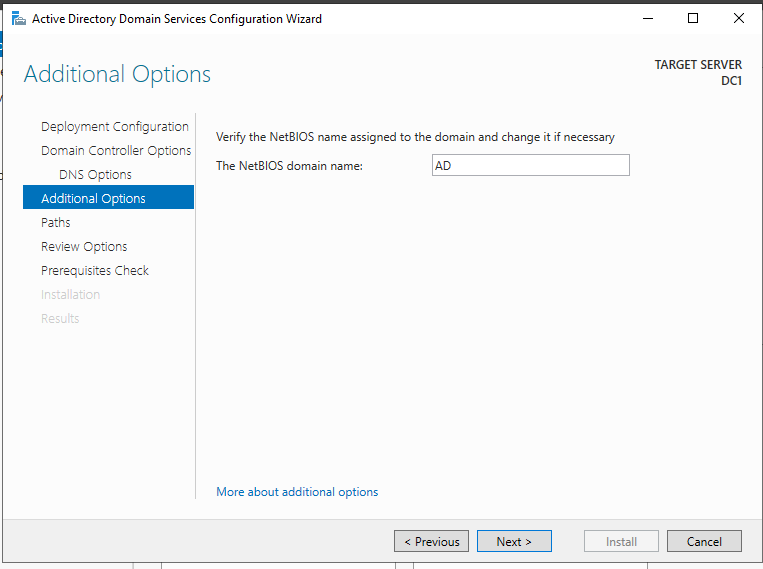 Active Directory Domain Services Configuration Wizard
Additional Options
TARGET SERVER
DC1
Deployment Configuration
Domain Controller Options
DNS Options
Additional Options
Paths
Review Options
Prerequisites Check
Installation
Results
Verify the NetBIOS name assigned to the domain and change it if necessary
The NetBIOS domain name: AD
More about additional options
< Previous Next > Install Cancel